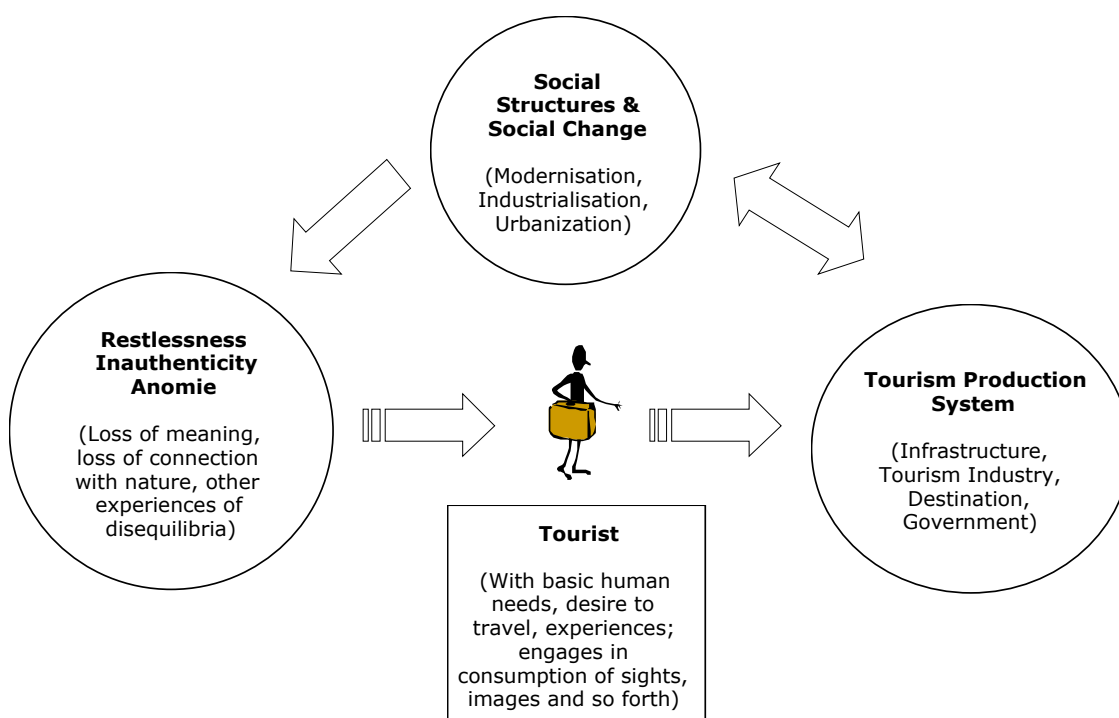 Social
Structures &
Social Change
(Modernisation,
Industrialisation,
Urbanization)
Restlessness
Inauthenticity
Anomie
(Loss of meaning,
loss of connection
with nature, other
experiences of
disequilibria)
Tourism Production
System
(Infrastructure,
Tourism Industry,
Destination,
Government)
Tourist
(With basic human
needs, desire to
travel, experiences;
engages in
consumption of sights,
images and so forth)